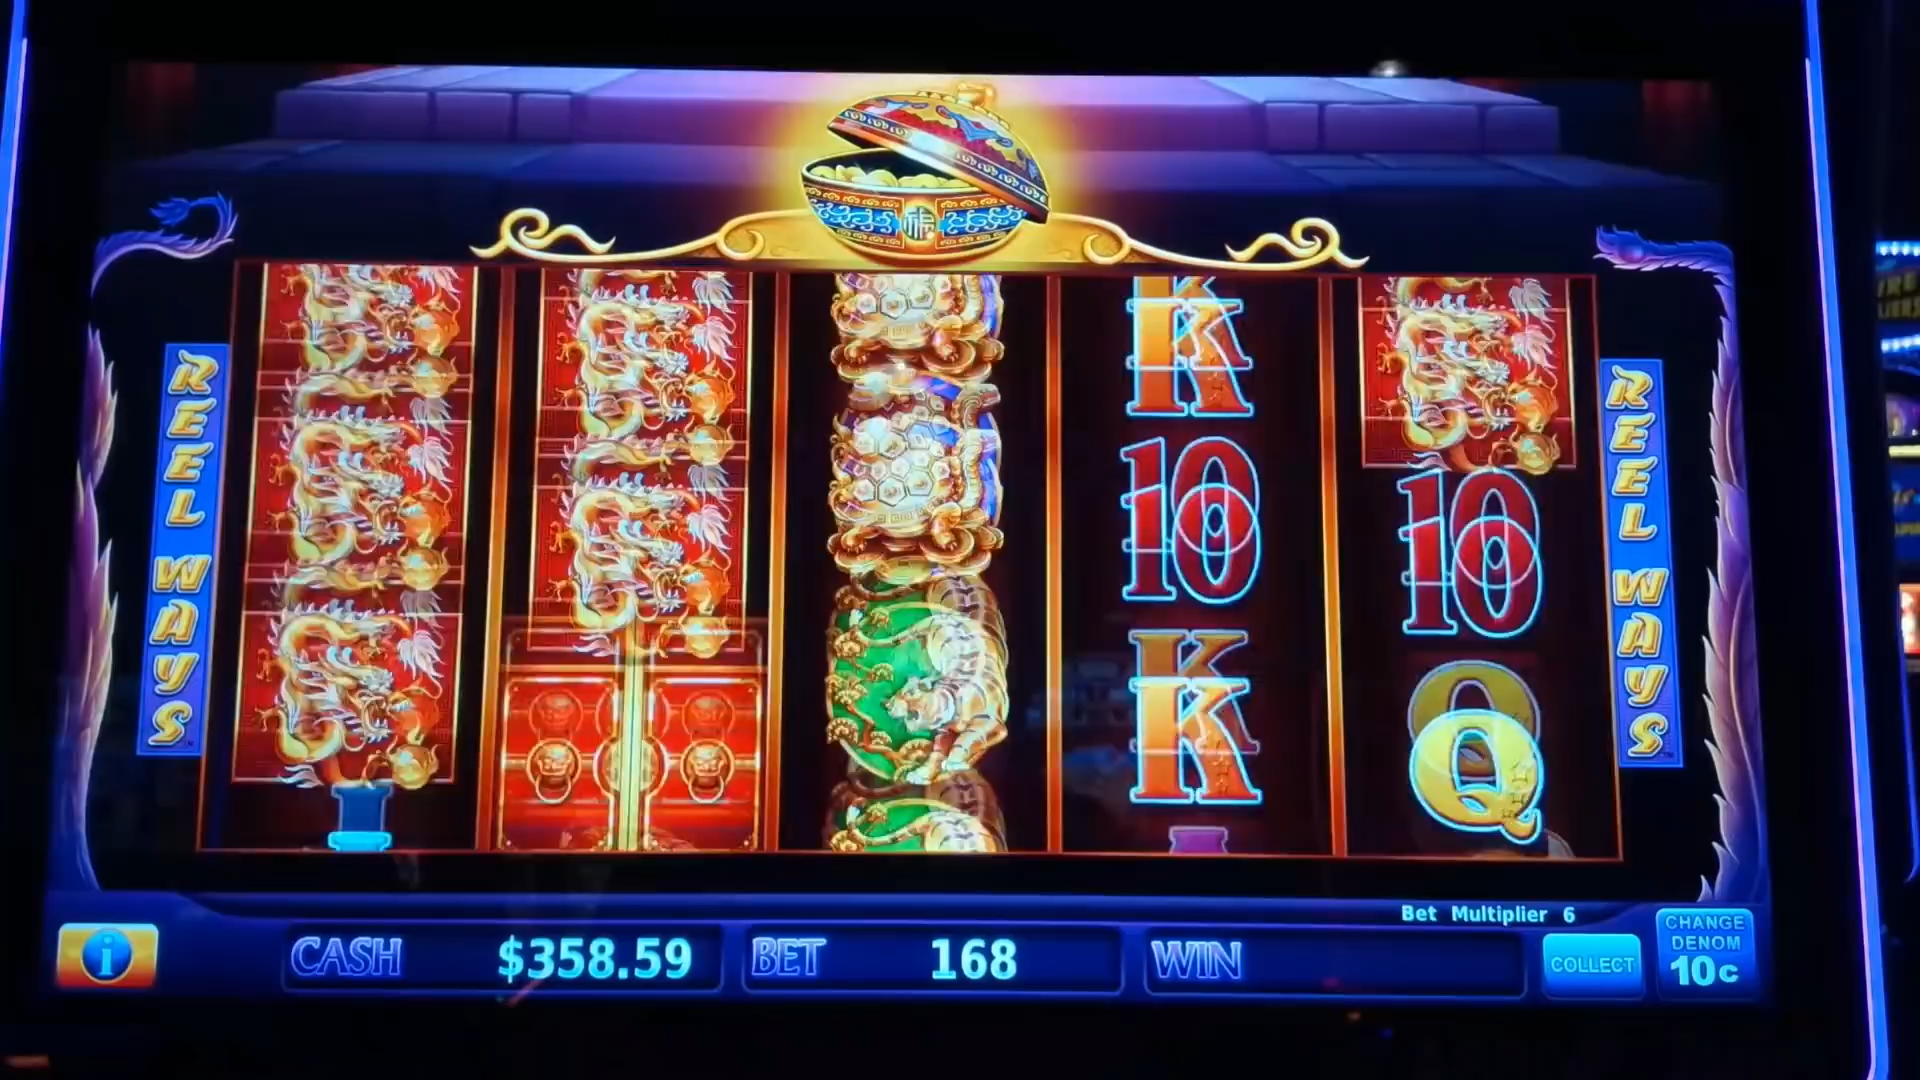 福
REEL WAYS
REEL WAYS
K
K
10
10
K
K
Q
Q
Bet Multiplier 6
i
CASH $358.59
BET 168
WIN
COLLECT
CHANGE
DENOM
10c